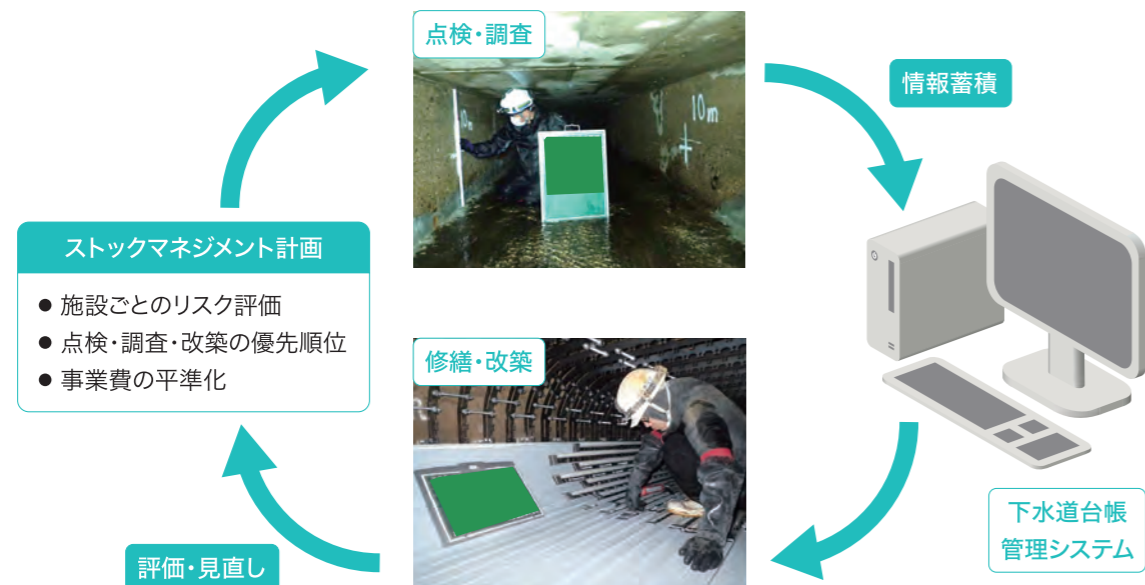 点検・調査
10m
10m
情報蓄積
ストックマネジメント計画
● 施設ごとのリスク評価
● 点検・調査・改築の優先順位
● 事業費の平準化
修繕・改築
下水道台帳
管理システム
評価・見直し